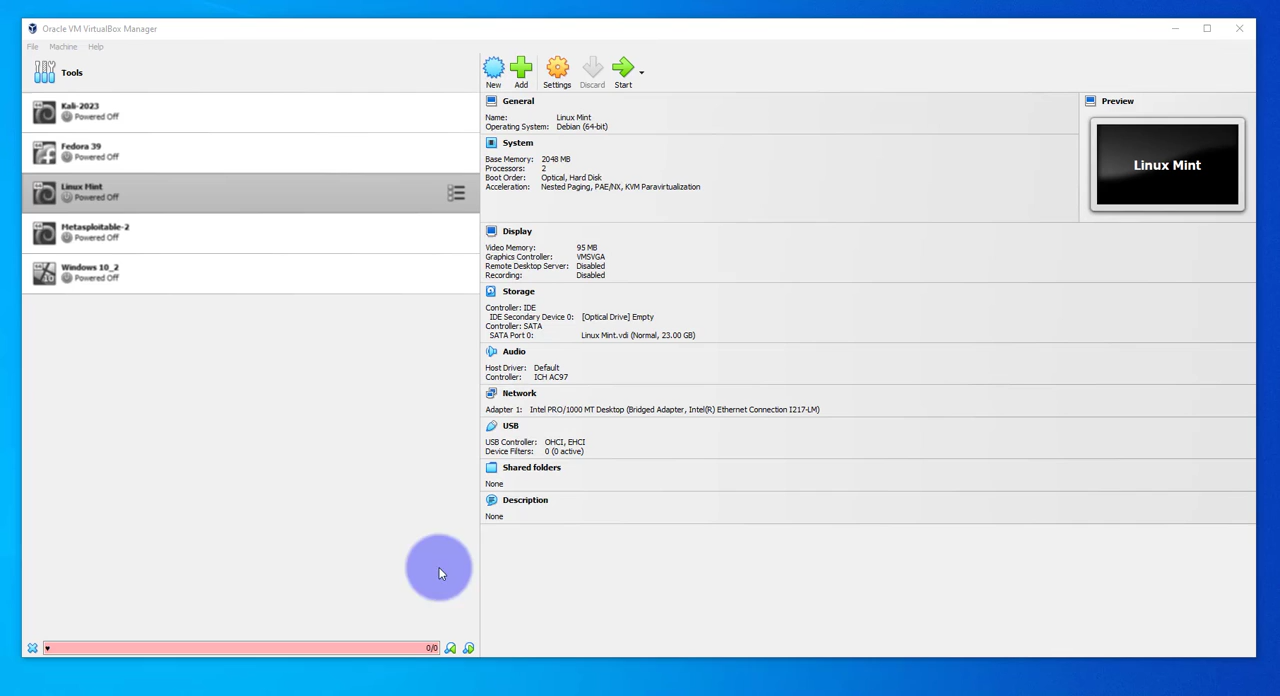 Oracle VM VirtualBox Manager
File Machine Help
Tools
New Add Settings Discard Start
Kali-2023
Powered Off
Fedora 39
Powered Off
Linux Mint
Powered Off
Metasploitable-2
Powered Off
Windows 10_2
Powered Off
General
Name: Linux Mint
Operating System: Debian (64-bit)
System
Base Memory: 2048 MB
Processors: 2
Boot Order: Optical, Hard Disk
Acceleration: Nested Paging, PAE/NX, KVM Paravirtualization
Preview
Linux Mint
Display
Video Memory: 95 MB
Graphics Controller: VMSVGA
Remote Desktop Server: Disabled
Recording: Disabled
Storage
Controller: IDE
IDE Secondary Device 0: [Optical Drive] Empty
Controller: SATA
SATA Port 0: Linux Mint.vdi (Normal, 23.00 GB)
Audio
Host Driver: Default
Controller: ICH AC97
Network
Adapter 1: Intel PRO/1000 MT Desktop (Bridged Adapter, Intel(R) Ethernet Connection I217-LM)
USB
USB Controller: OHCI, EHCI
Device Filters: 0 (0 active)
Shared folders
None
Description
None
♥ 0/0